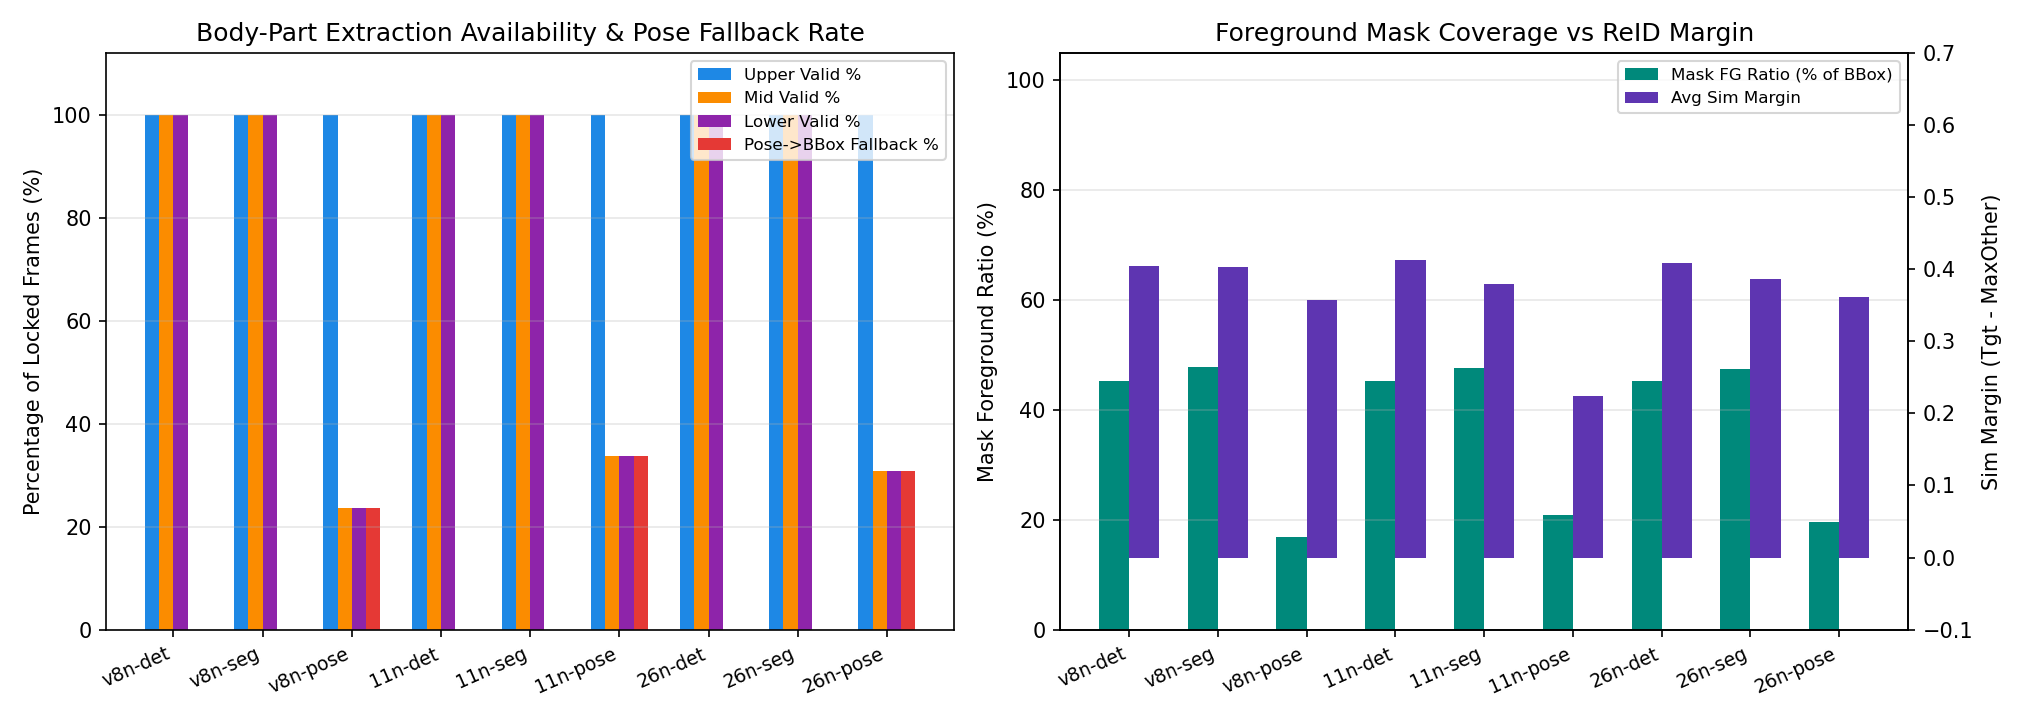 Body-Part Extraction Availability & Pose Fallback Rate
Upper Valid %
Mid Valid %
Lower Valid %
Pose->BBox Fallback %
Percentage of Locked Frames (%)
100
80
60
40
20
0
v8n-det
v8n-seg
v8n-pose
11n-det
11n-seg
11n-pose
26n-det
26n-seg
26n-pose
Foreground Mask Coverage vs ReID Margin
Mask FG Ratio (% of BBox)
Avg Sim Margin
Mask Foreground Ratio (%)
100
80
60
40
20
0
v8n-det
v8n-seg
v8n-pose
11n-det
11n-seg
11n-pose
26n-det
26n-seg
26n-pose
0.7
0.6
0.5
0.4
0.3
0.2
0.1
0.0
−0.1
Sim Margin (Tgt - MaxOther)